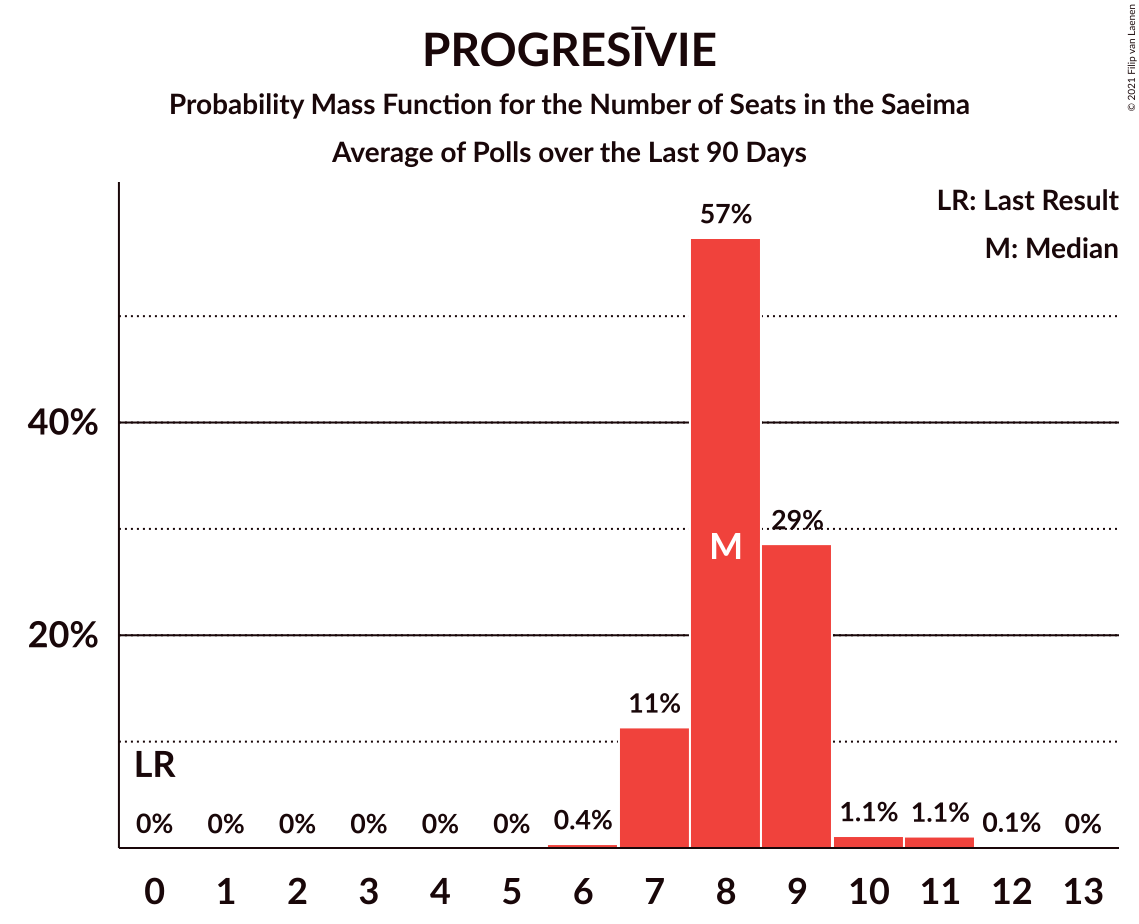 PROGRESĪVIE
Probability Mass Function for the Number of Seats in the Saeima
Average of Polls over the Last 90 Days
© 2021 Filip van Laenen
LR: Last Result
M: Median
57%
40%
29%
M
20%
11%
LR
0% 0% 0% 0% 0% 0% 0.4% 1.1% 1.1% 0.1% 0%
0 1 2 3 4 5 6 7 8 9 10 11 12 13